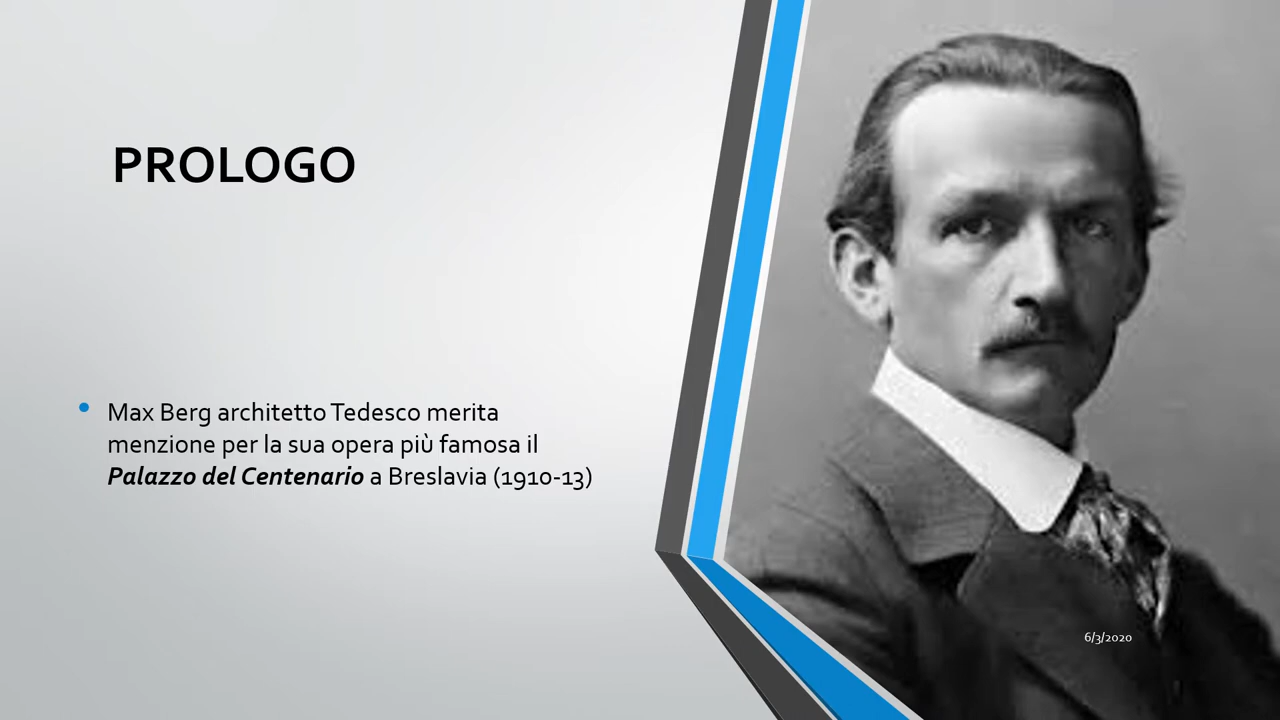 PROLOGO
Max Berg architetto Tedesco merita
menzione per la sua opera più famosa il
Palazzo del Centenario a Breslavia (1910-13)
6/3/2020